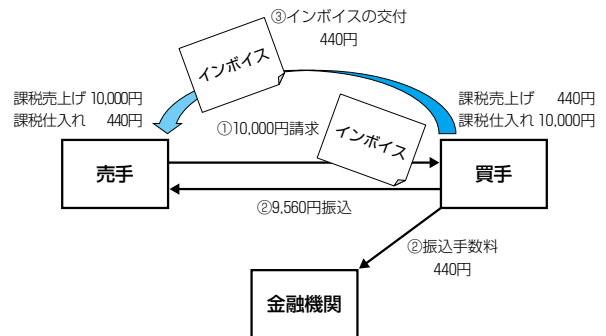 ③インボイスの交付
440円
インボイス
課税売上げ 10,000円
課税仕入れ 440円
課税売上げ 440円
課税仕入れ 10,000円
①10,000円請求
インボイス
売手
買手
②9,560円振込
②振込手数料
440円
金融機関